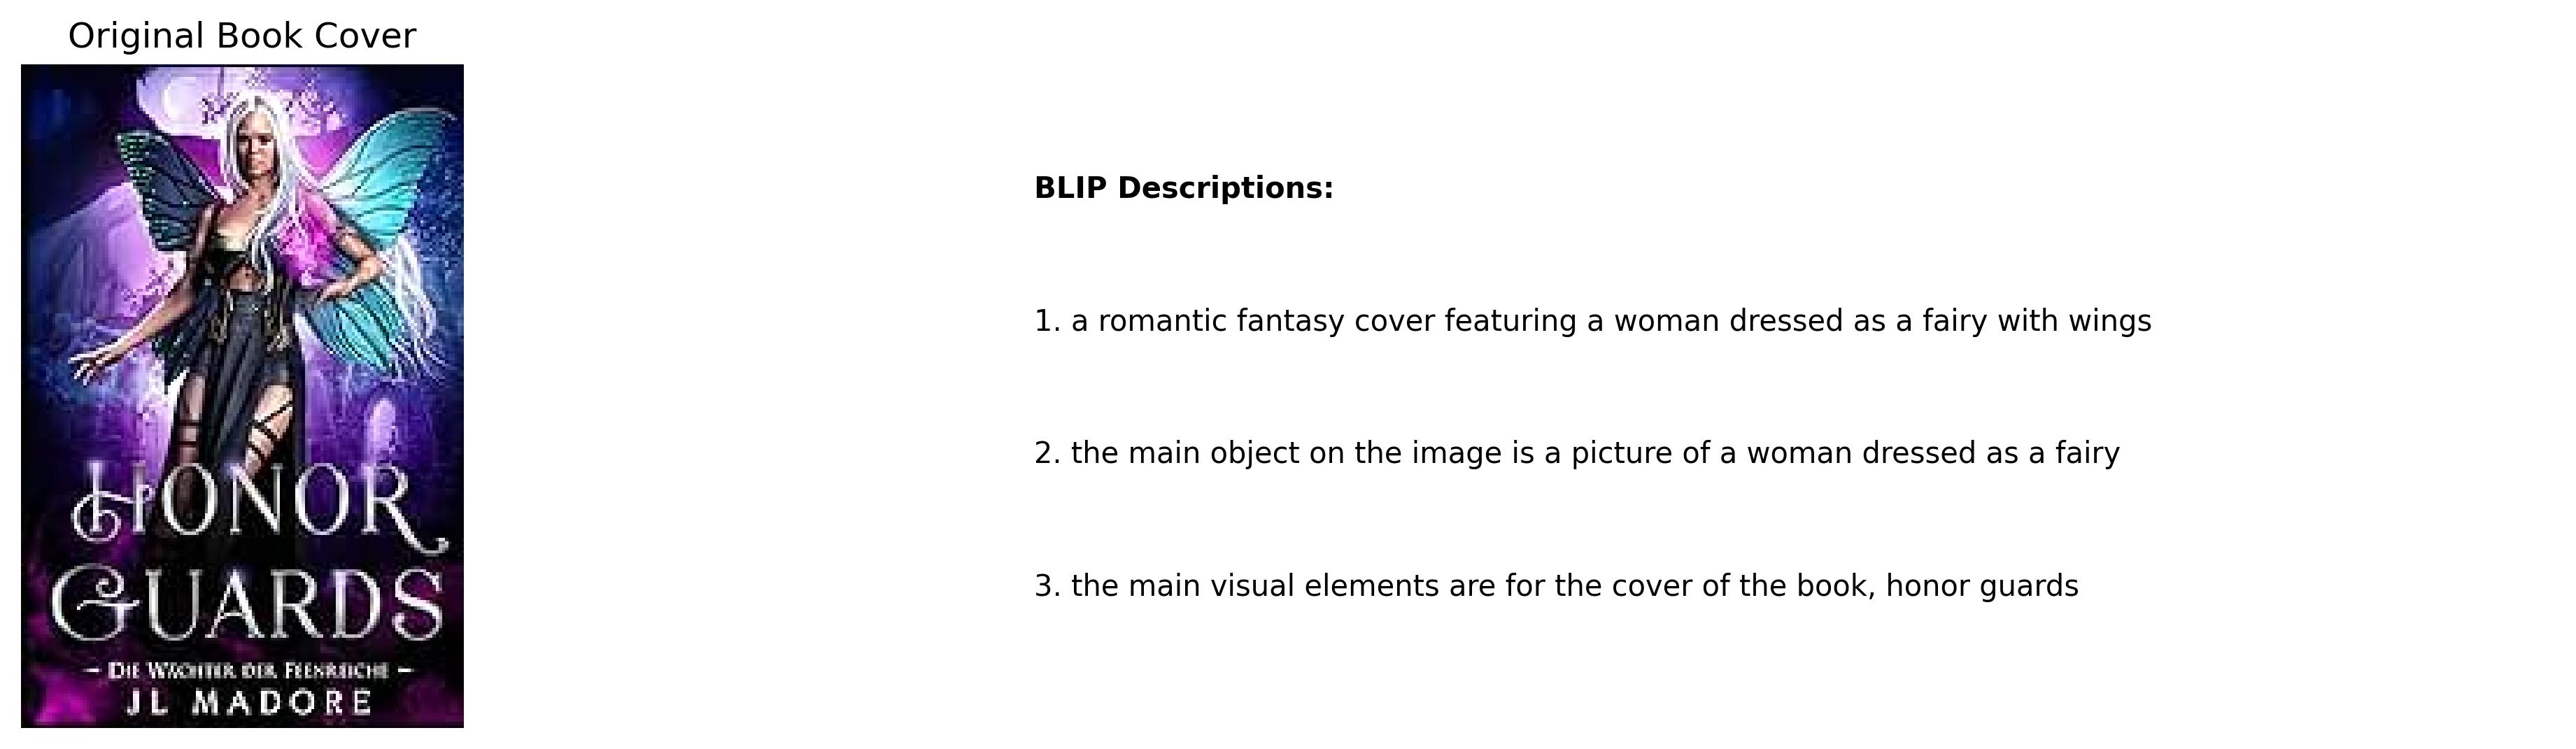 Original Book Cover
HONOR
GUARDS
– DIE WÄCHTER DER FEENREICHE –
JL MADORE
BLIP Descriptions:
1. a romantic fantasy cover featuring a woman dressed as a fairy with wings
2. the main object on the image is a picture of a woman dressed as a fairy
3. the main visual elements are for the cover of the book, honor guards